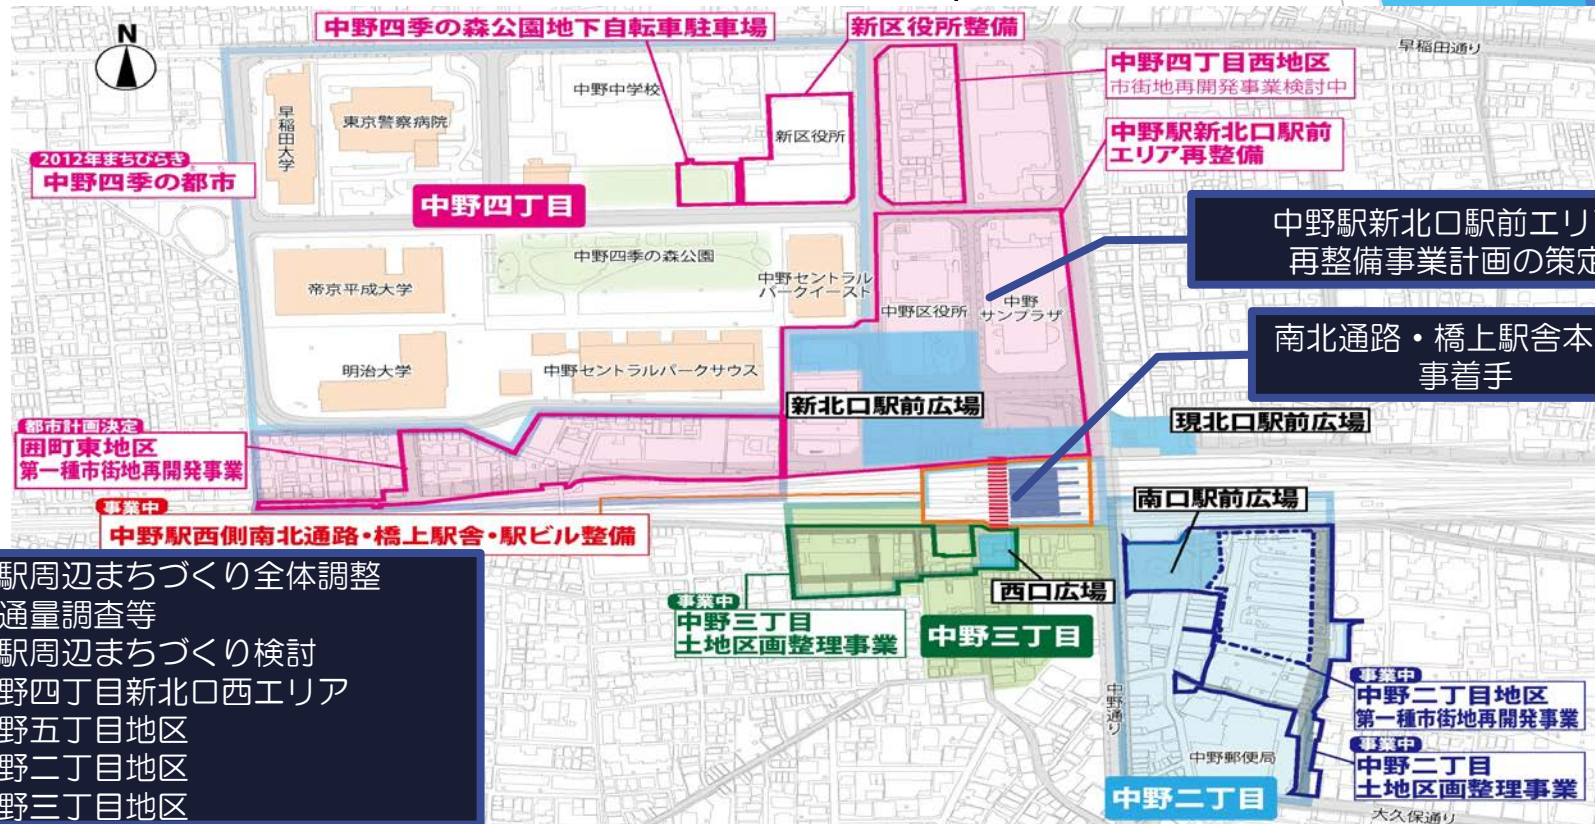 N
中野四季の森公園地下自転車駐車場
新区役所整備
早稲田通り
中野四丁目西地区
市街地再開発事業検討中
中野中学校
早稲田大学
東京警察病院
新区役所
中野駅新北口駅前
エリア再整備
2012年まちびらき
中野四季の都市
中野四丁目
中野駅新北口駅前エリ
再整備事業計画の策定
中野四季の森公園
帝京平成大学
中野セントラル
パークイースト
中野区役所
中野
サンプラザ
南北通路・橋上駅舎本
事着手
明治大学
中野セントラルパークサウス
新北口駅前広場
現北口駅前広場
都市計画決定
囲町東地区
第一種市街地再開発事業
事業中
中野駅西側南北通路・橋上駅舎・駅ビル整備
南口駅前広場
駅周辺まちづくり全体調整
通量調査等
駅周辺まちづくり検討
野四丁目新北口西エリア
野五丁目地区
野二丁目地区
野三丁目地区
西口広場
事業中
中野三丁目
土地区画整理事業
中野三丁目
中野通り
事業中
中野二丁目地区
第一種市街地再開発事業
中野郵便局
事業中
中野二丁目
土地区画整理事業
中野二丁目
大久保通り